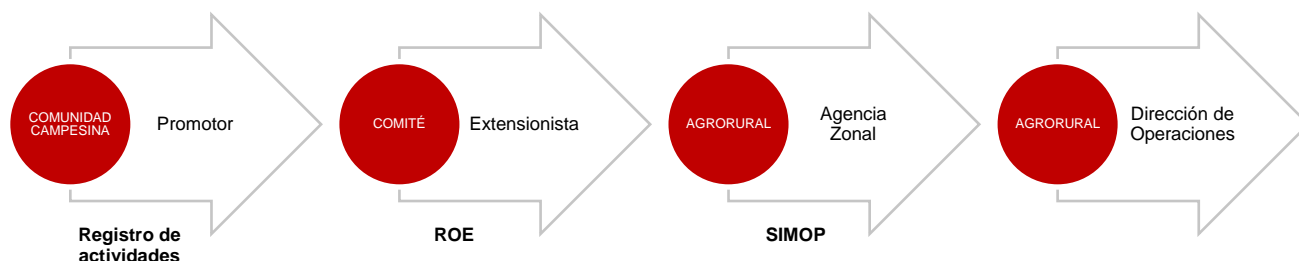 COMUNIDAD
CAMPESINA
Promotor
COMITÉ
Extensionista
AGRORURAL
Agencia
Zonal
AGRORURAL
Dirección de
Operaciones
Registro de
actividades
ROE
SIMOP